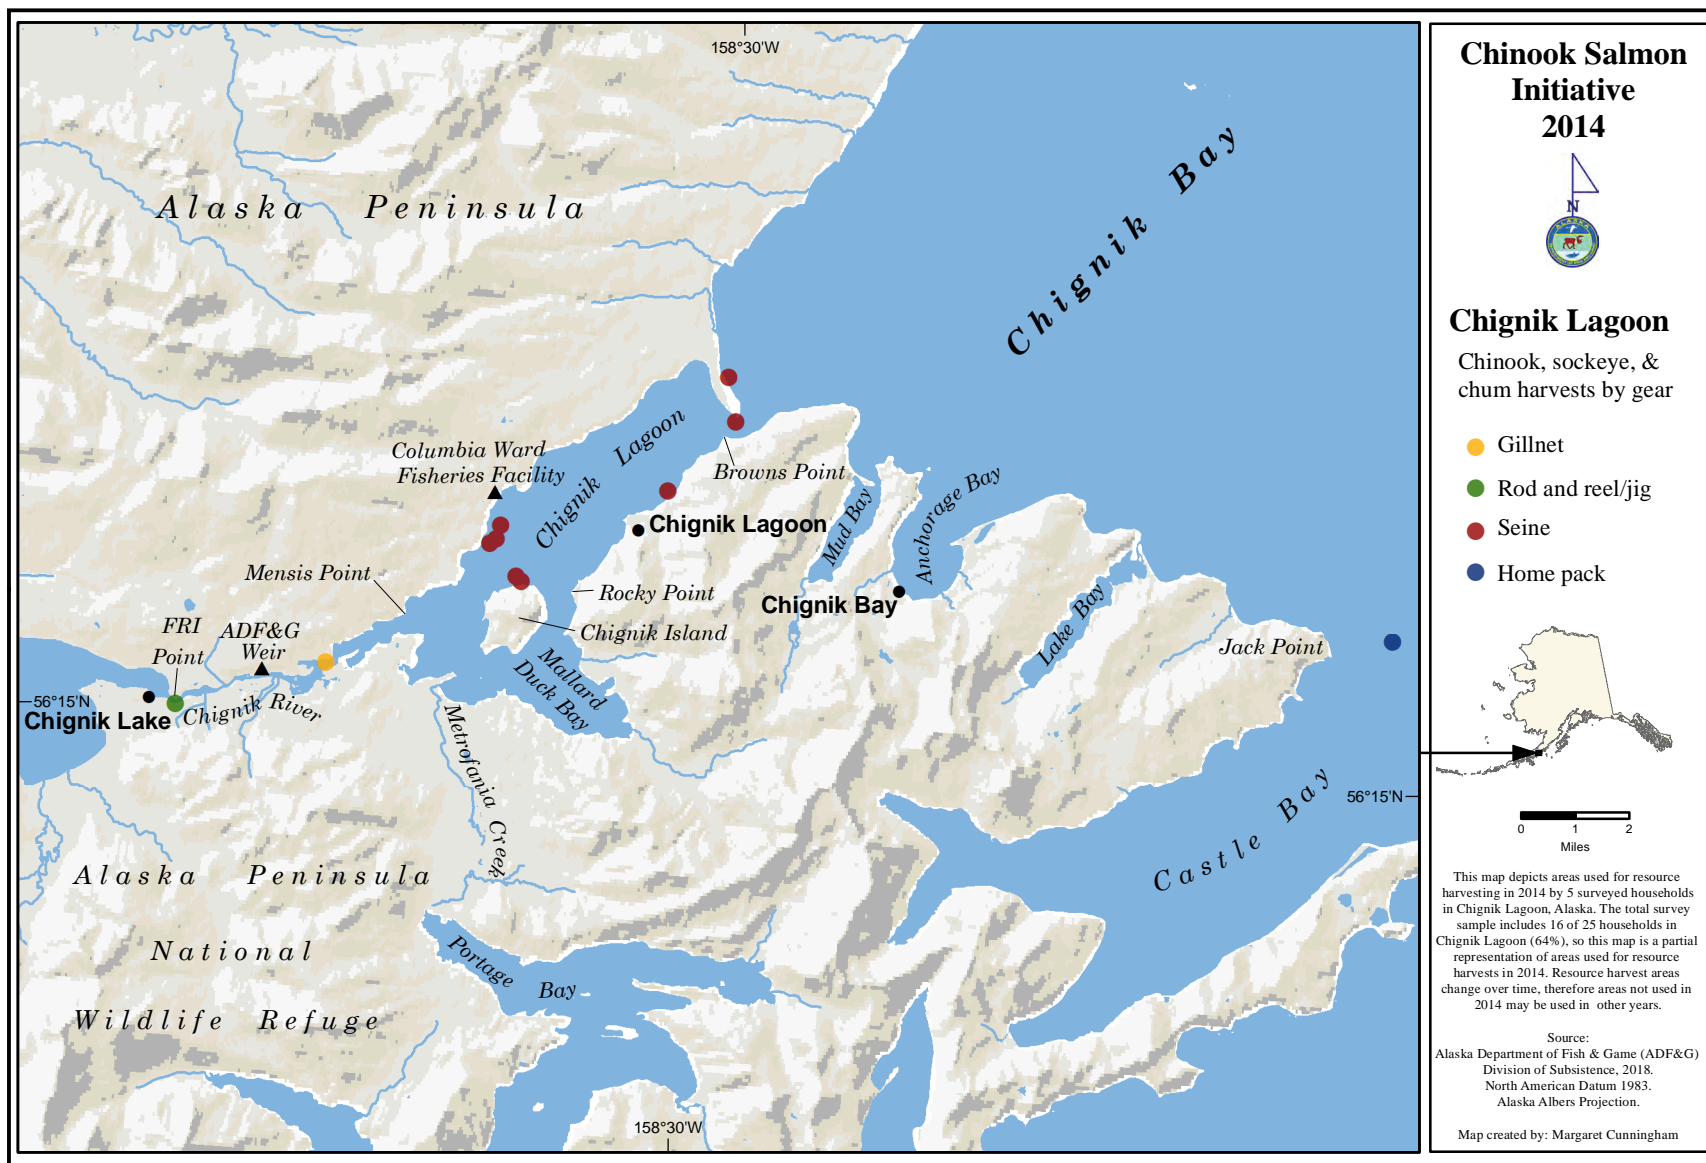 158°30'W
Alaska Peninsula
Chignik Bay
Columbia Ward
Fisheries Facility
Chignik Lagoon
Browns Point
Chignik Lagoon
Mud Bay
Anchorage Bay
Mensis Point
Rocky Point
Chignik Bay
Chignik Island
FRI
Point
ADF&G
Weir
Lake Bay
Jack Point
Mallard
Duck Bay
56°15'N
Chignik Lake
Chignik River
Metrofania Creek
56°15'N
Castle Bay
Alaska Peninsula
National
Wildlife Refuge
Portage Bay
158°30'W
Chinook Salmon
Initiative
2014
N
ALASKA
Chignik Lagoon
Chinook, sockeye, &
chum harvests by gear
Gillnet
Rod and reel/jig
Seine
Home pack
0 1 2
Miles
This map depicts areas used for resource
harvesting in 2014 by 5 surveyed households
in Chignik Lagoon, Alaska. The total survey
sample includes 16 of 25 households in
Chignik Lagoon (64%), so this map is a partial
representation of areas used for resource
harvests in 2014. Resource harvest areas
change over time, therefore areas not used in
2014 may be used in other years.
Source:
Alaska Department of Fish & Game (ADF&G)
Division of Subsistence, 2018.
North American Datum 1983.
Alaska Albers Projection.
Map created by: Margaret Cunningham